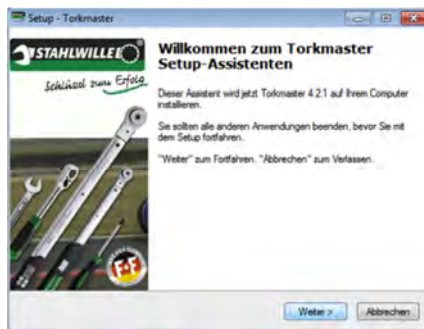 Setup - Torkmaster
STAHLWILLE
Schlüssel zum Erfolg
Willkommen zum Torkmaster
Setup-Assistenten
Dieser Assistent wird jetzt Torkmaster 4.2.1 auf Ihrem Computer
installieren.
Sie sollten alle anderen Anwendungen beenden, bevor Sie mit
dem Setup fortfahren.
"Weiter" zum Fortfahren, "Abbrechen" zum Verlassen.
F+F
Weiter >
Abbrechen